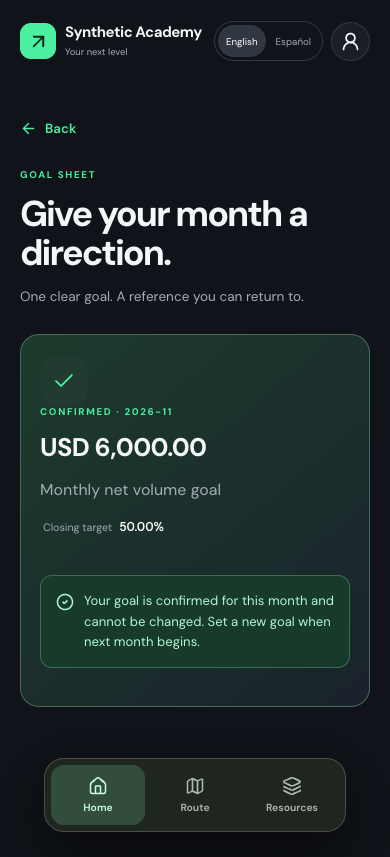 Synthetic Academy
Your next level
English
Español
Back
GOAL SHEET
Give your month a
direction.
One clear goal. A reference you can return to.
CONFIRMED · 2026-11
USD 6,000.00
Monthly net volume goal
Closing target 50.00%
Your goal is confirmed for this month and
cannot be changed. Set a new goal when
next month begins.
Home
Route
Resources